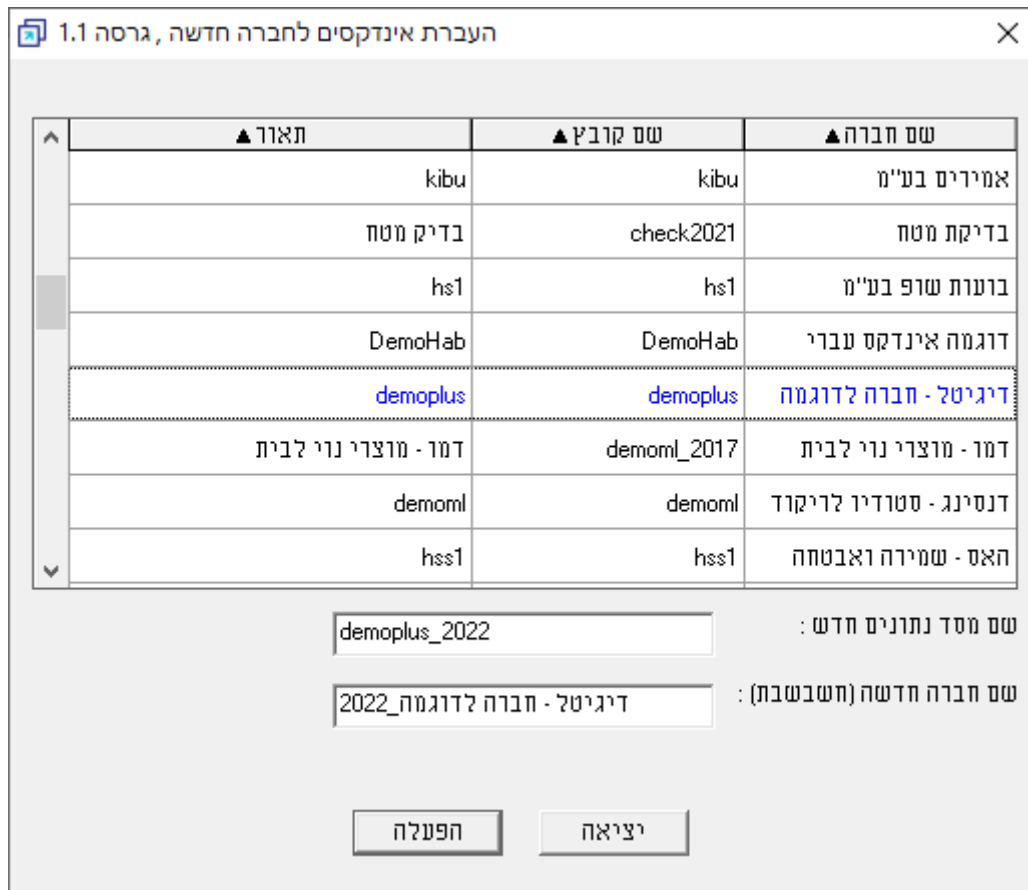 העברת אינדקסים לחברה חדשה , גרסה 1.1
שם חברה▲ שם קובץ▲ תאור▲
אמירים בע"מ kibu kibu
בדיקת מטח check2021 בדיק מטח
בועות שופ בע"מ hs1 hs1
דוגמה אינדקס עברי DemoHab DemoHab
דיגיטל - חברה לדוגמה demoplus demoplus
דמו - מוצרי נוי לבית demoml_2017 דמו - מוצרי נוי לבית
דנסינג - סטודיו לריקוד demoml demoml
האס - שמירה ואבטחה hss1 hss1
שם מסד נתונים חדש : demoplus_2022
שם חברה חדשה (חשבשבת) : דיגיטל - חברה לדוגמה_2022
יציאה הפעלה